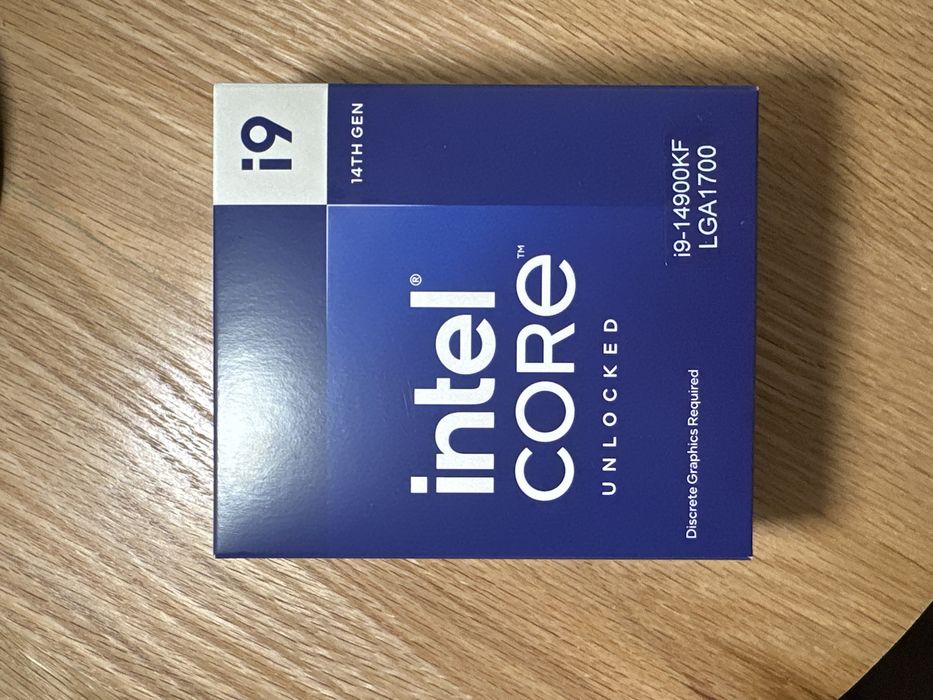 i9
14TH GEN
intel®
CORE™
UNLOCKED
Discrete Graphics Required
i9-14900KF
LGA1700